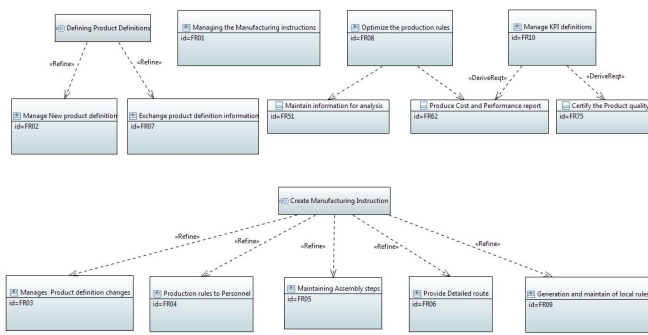 Defining Product Definitions
Managing the Manufacturing instructions
id=FR01
Optimize the production rules
id=FR08
Manage KPI definitions
id=FR10
«Refine»
«Refine»
«DeriveReqt»
«DeriveReqt»
Manage New product definition
id=FR02
Exchange product definition information
id=FR07
Maintain information for analysis
id=FR51
Produce Cost and Performance report
id=FR62
Certify the Product quality
id=FR75
Create Manufacturing Instruction
«Refine»
«Refine»
«Refine»
«Refine»
«Refine»
Manages Product definition changes
id=FR03
Production rules to Personnel
id=FR04
Maintaining Assembly steps
id=FR05
Provide Detailed route
id=FR06
Generation and maintain of local rules
id=FR09